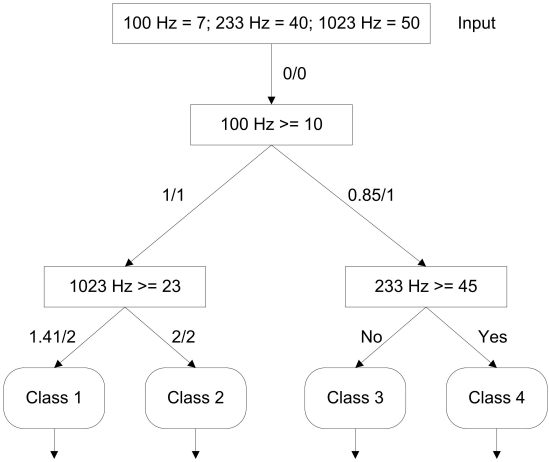 100 Hz = 7; 233 Hz = 40; 1023 Hz = 50
Input
0/0
100 Hz >= 10
1/1
0.85/1
1023 Hz >= 23
233 Hz >= 45
1.41/2
2/2
No
Yes
Class 1
Class 2
Class 3
Class 4